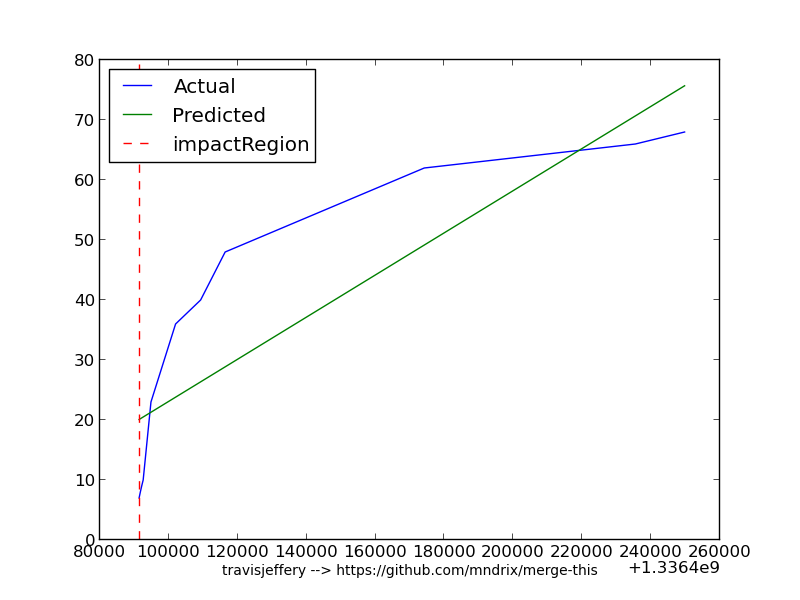 80
70
60
50
40
30
20
10
0
Actual
Predicted
impactRegion
80000 100000 120000 140000 160000 180000 200000 220000 240000 260000
travisjeffery --> https://github.com/mndrix/merge-this
+1.3364e9